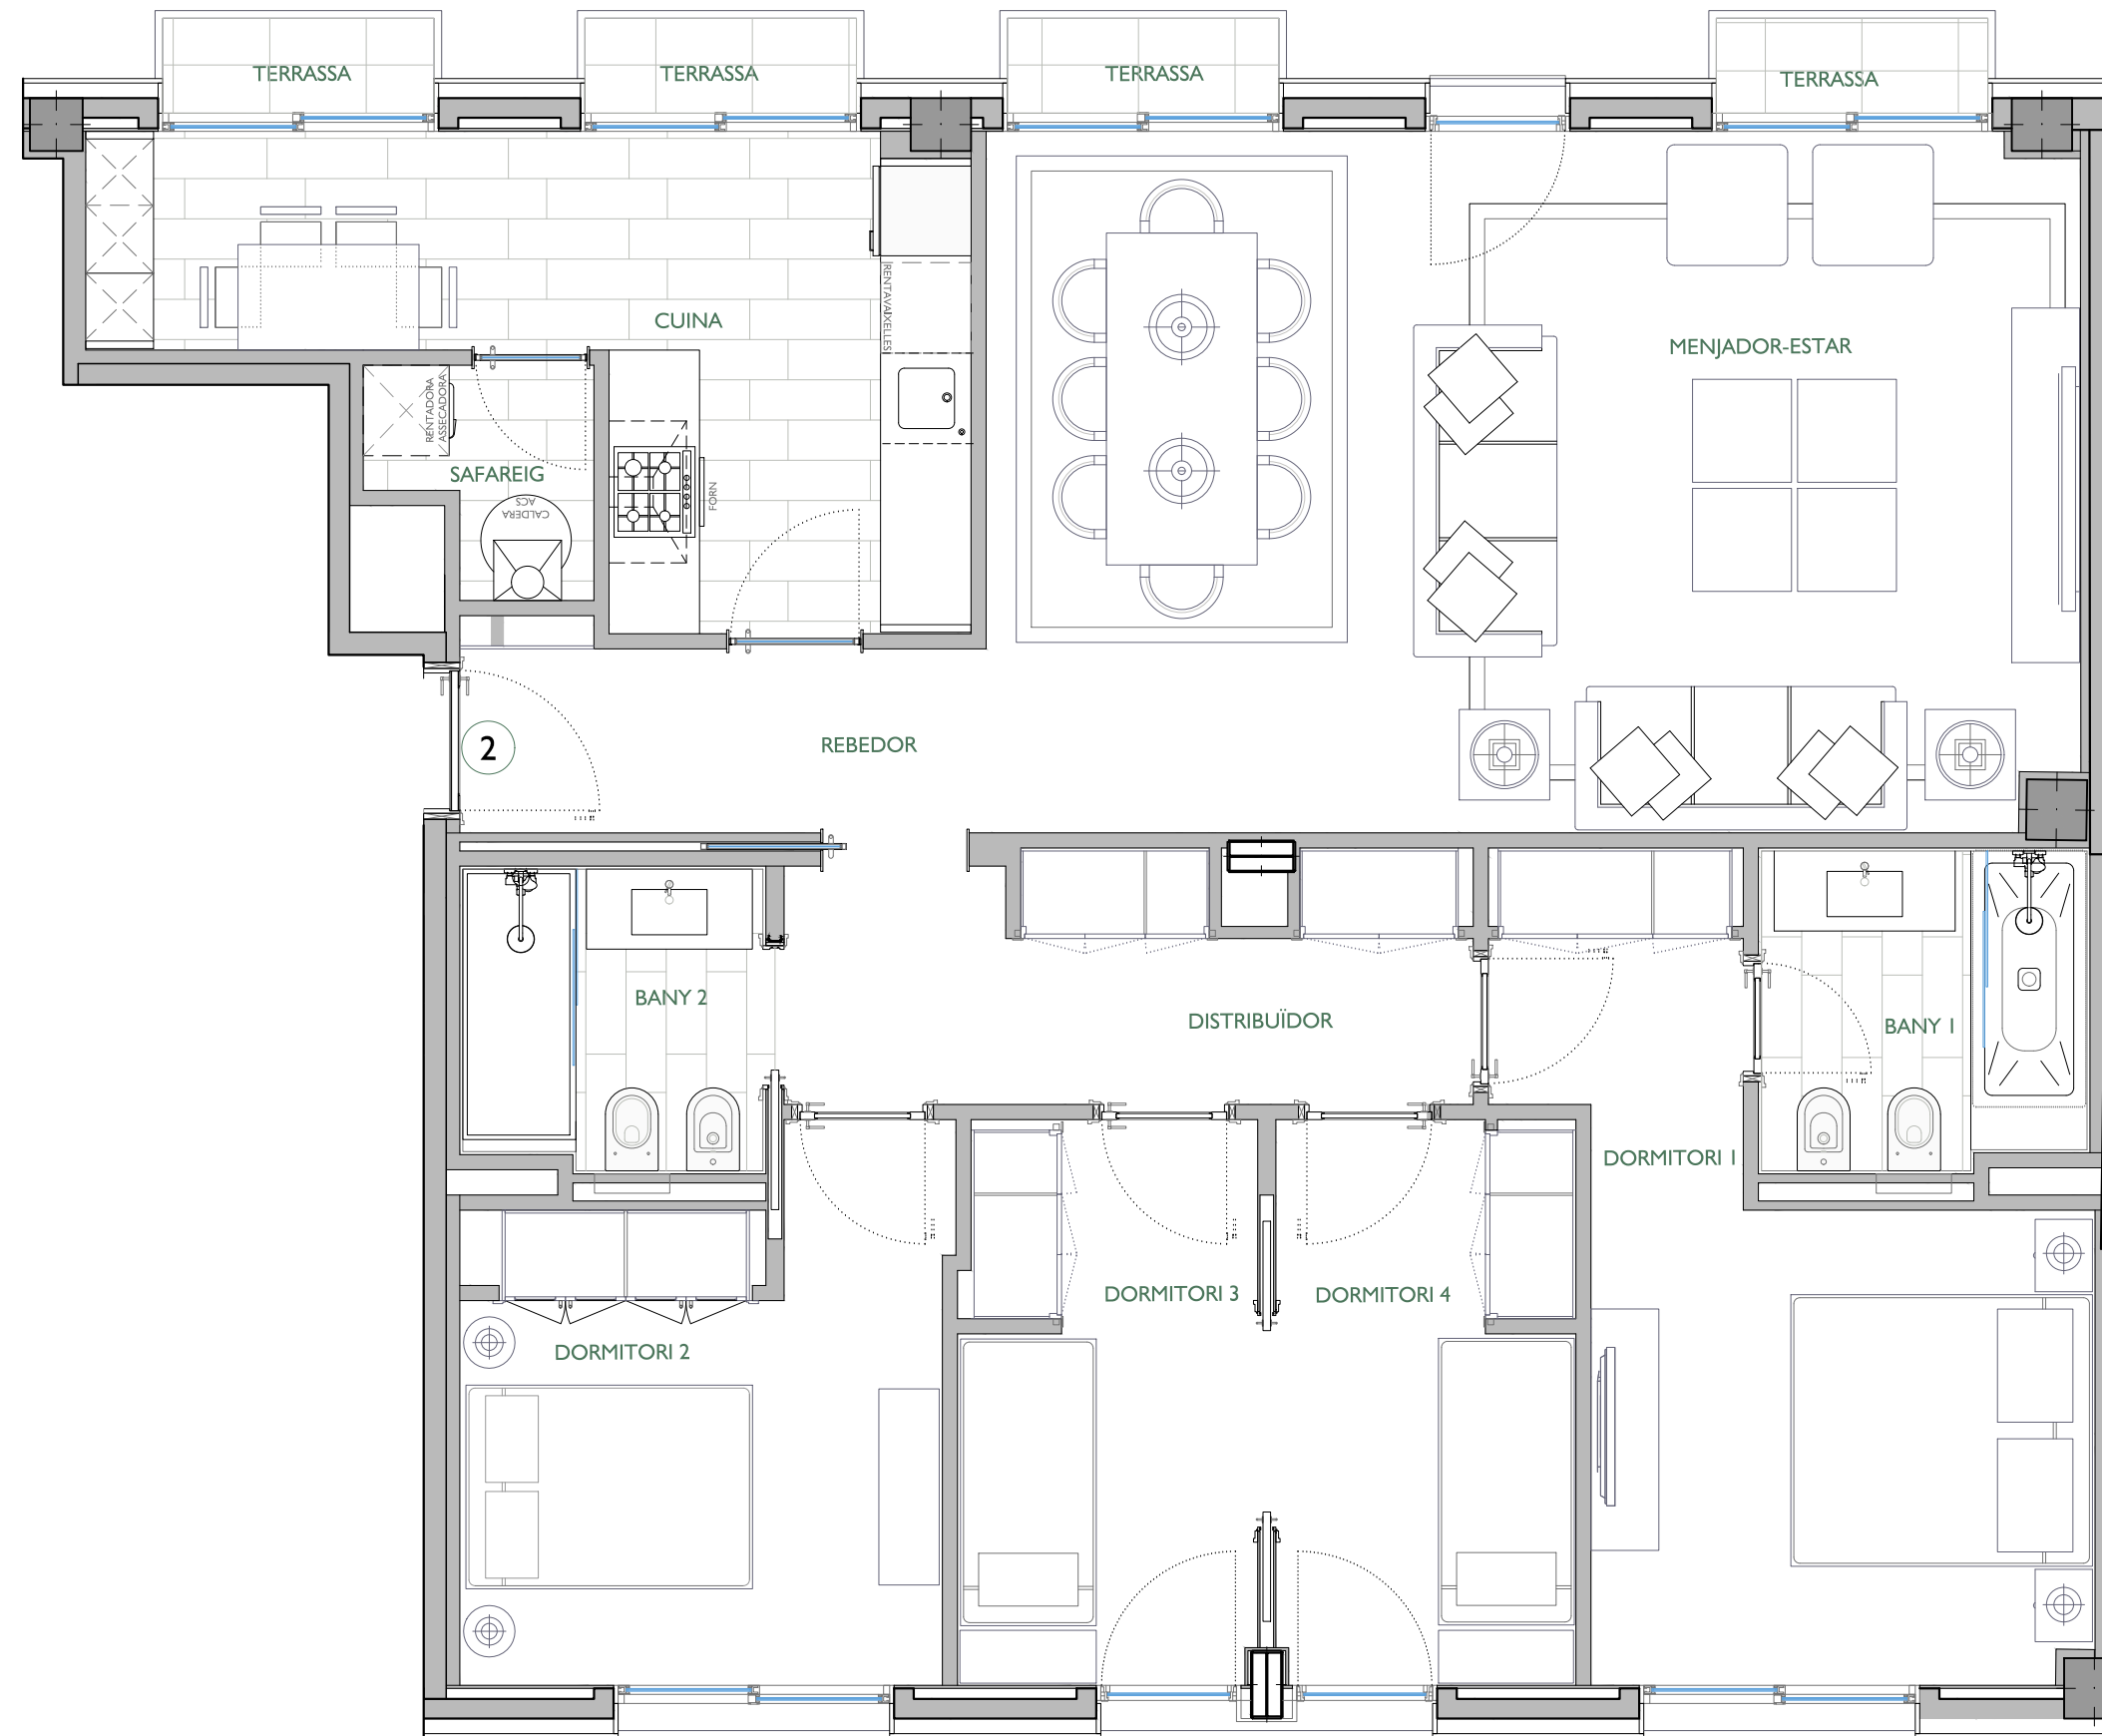 TERRASSA
TERRASSA
TERRASSA
TERRASSA
CUINA
RENTAVAIXELLES
MENJADOR-ESTAR
RENTADORA
ASSECADORA
SAFAREIG
CALDERA
ACS
FORN
2
REBEDOR
BANY 2
DISTRIBUÏDOR
BANY 1
DORMITORI 1
DORMITORI 3
DORMITORI 4
DORMITORI 2